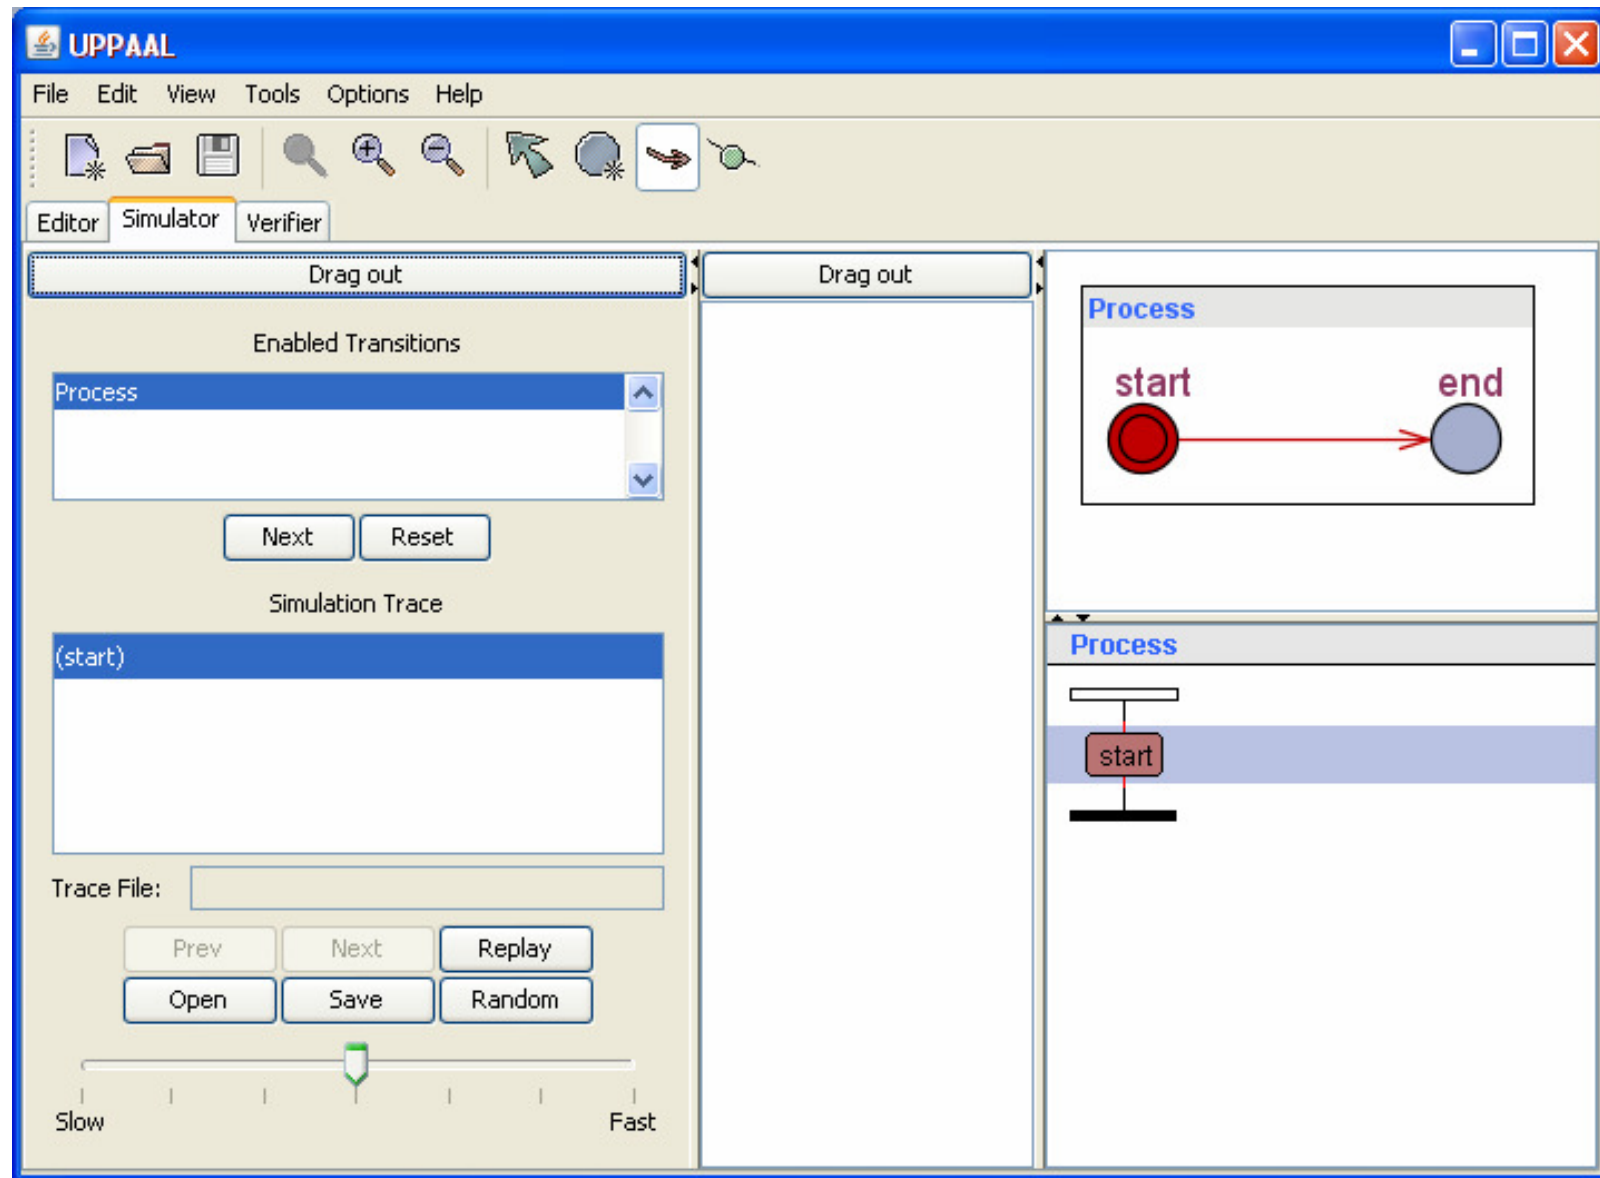 UPPAAL
File Edit View Tools Options Help
Editor Simulator Verifier
Drag out
Enabled Transitions
Process
Next Reset
Simulation Trace
(start)
Trace File:
Prev Next Replay
Open Save Random
Slow Fast
Drag out
Process
start end
Process
start